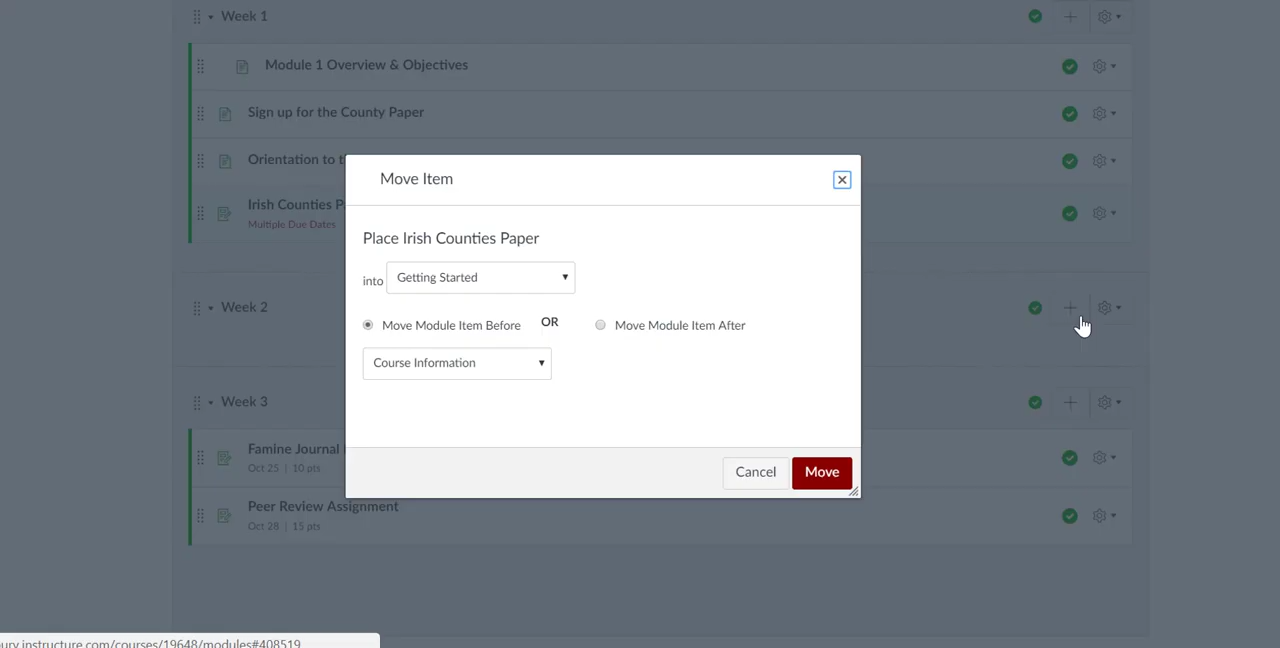 Week 1
Module 1 Overview & Objectives
Sign up for the County Paper
Orientation to t
Irish Counties P
Multiple Due Dates
Move Item
Place Irish Counties Paper
into Getting Started
Move Module Item Before OR Move Module Item After
Course Information
Cancel Move
Week 2
Week 3
Famine Journal
Oct 25 | 10 pts
Peer Review Assignment
Oct 28 | 15 pts
ury.instructure.com/courses/19648/modules#408519